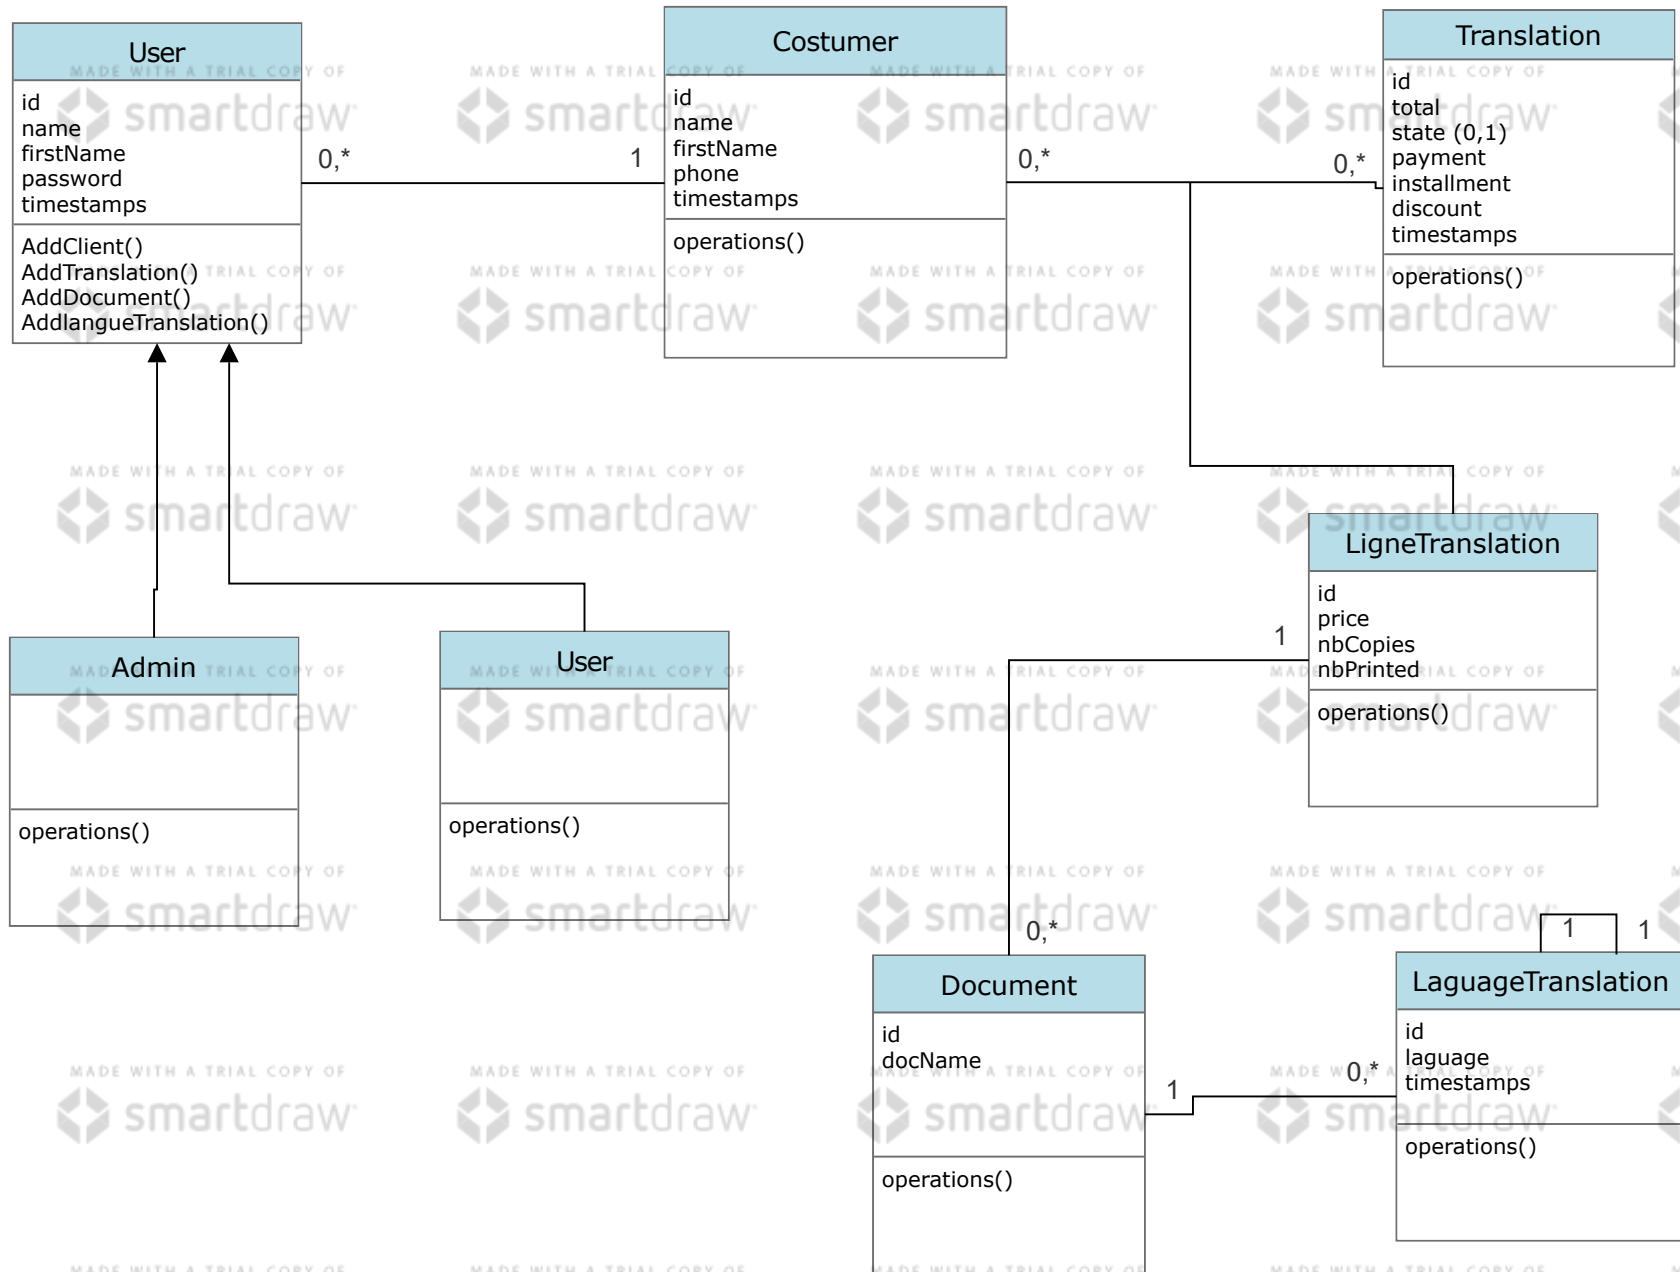 User
id
name
firstName
password
timestamps
AddClient()
AddTranslation()
AddDocument()
AddlangueTranslation()
0,*
1
Costumer
id
name
firstName
phone
timestamps
operations()
0,*
0,*
Translation
id
total
state (0,1)
payment
installment
discount
timestamps
operations()
Admin
operations()
User
operations()
LigneTranslation
id
price
nbCopies
nbPrinted
operations()
1
0,*
Document
id
docName
operations()
1
0,*
1
1
LaguageTranslation
id
laguage
timestamps
operations()
MADE WITH A TRIAL COPY OF
smartdraw